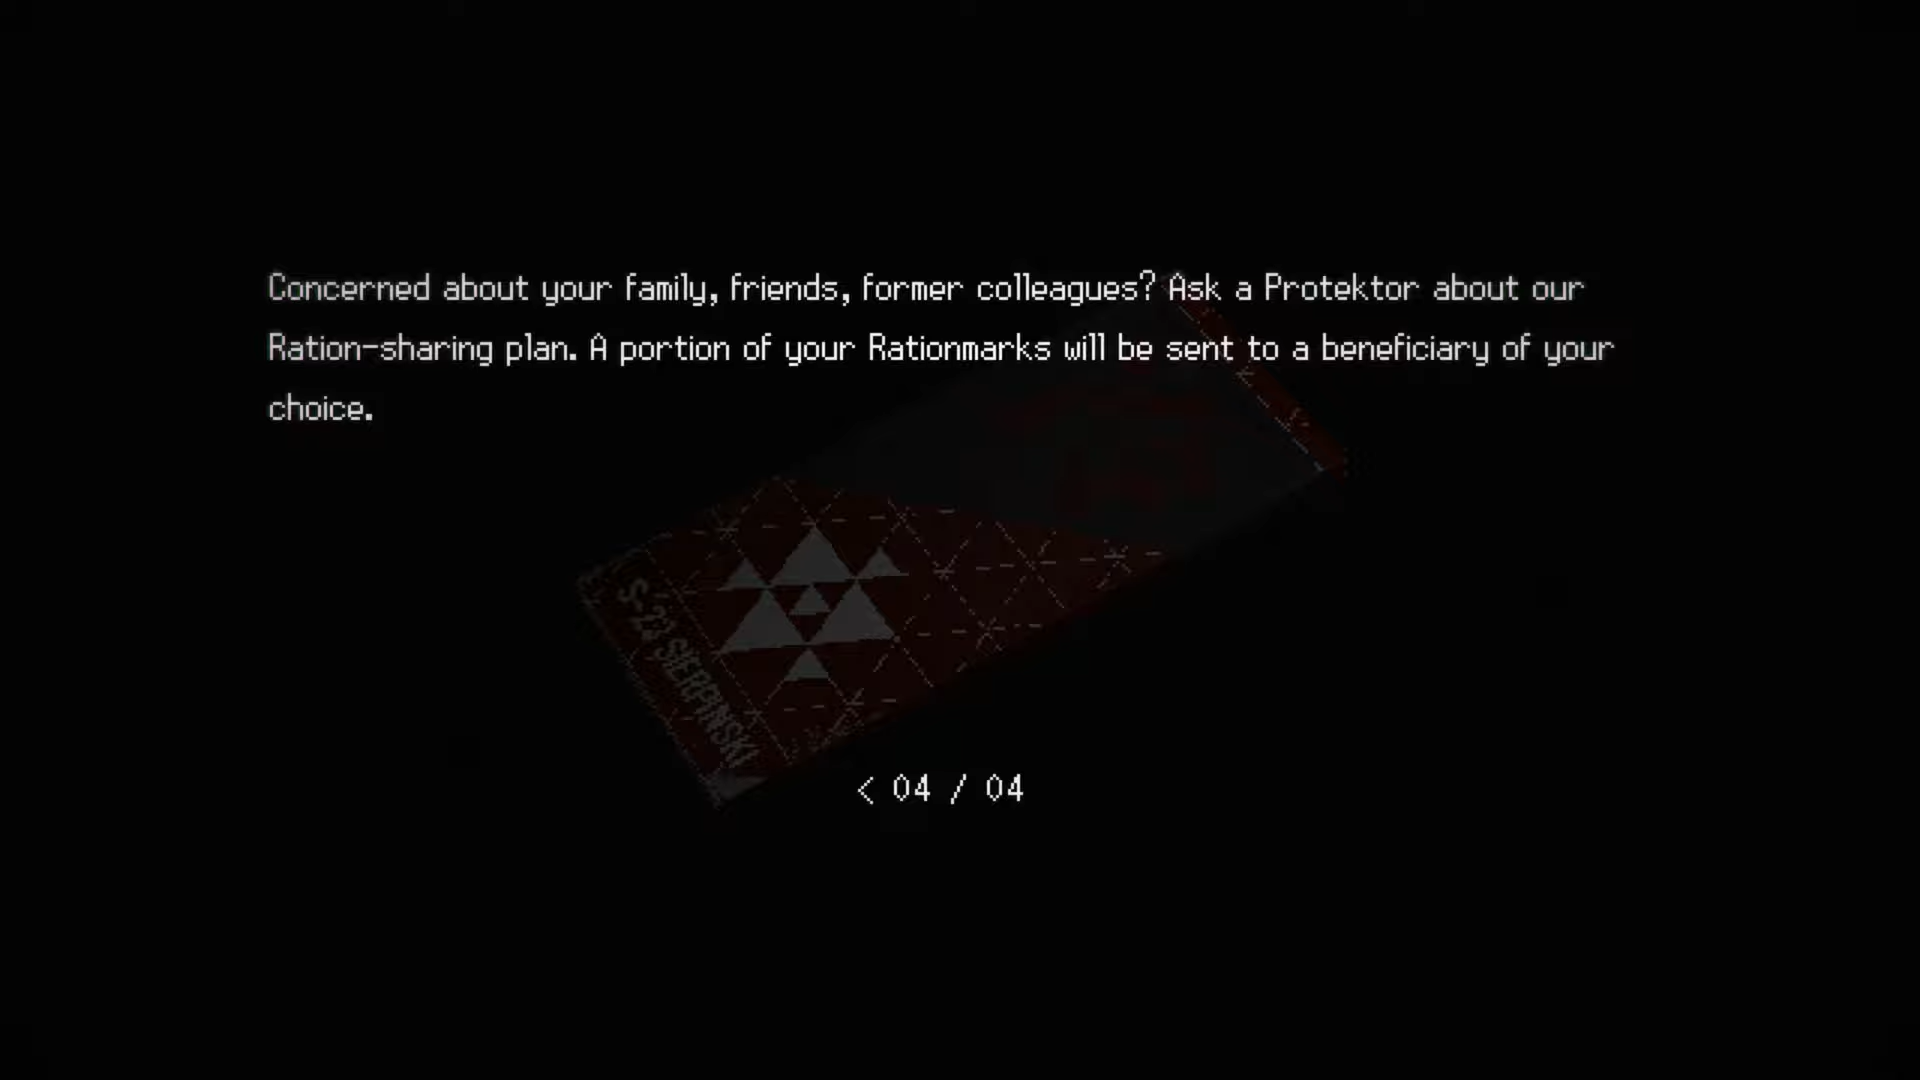 Concerned about your family, friends, former colleagues? Ask a Protektor about our
Ration-sharing plan. A portion of your Rationmarks will be sent to a beneficiary of your
choice.
S-23 SIERPINSKI
< 04 / 04